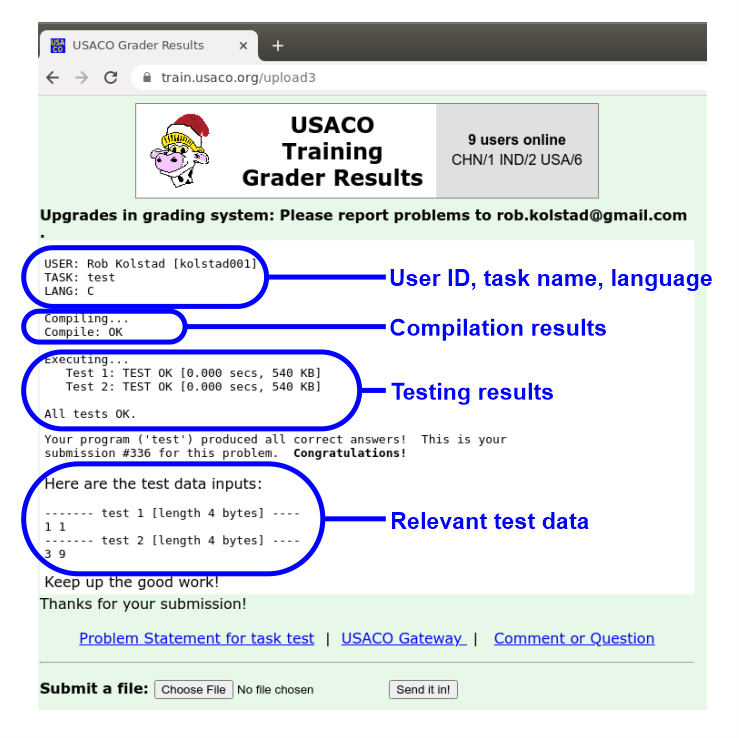 USACO Grader Results × +
train.usaco.org/upload3
USACO
Training
Grader Results
9 users online
CHN/1 IND/2 USA/6
Upgrades in grading system: Please report problems to rob.kolstad@gmail.com
.
USER: Rob Kolstad [kolstad001]
TASK: test
LANG: C
User ID, task name, language
Compiling...
Compile: OK
Compilation results
Executing...
Test 1: TEST OK [0.000 secs, 540 KB]
Test 2: TEST OK [0.000 secs, 540 KB]
All tests OK.
Testing results
Your program ('test') produced all correct answers!  This is your
submission #336 for this problem.  Congratulations!
Here are the test data inputs:
------- test 1 [length 4 bytes] ----
1 1
------- test 2 [length 4 bytes] ----
3 9
Relevant test data
Keep up the good work!
Thanks for your submission!
Problem Statement for task test | USACO Gateway | Comment or Question
Submit a file: Choose File No file chosen Send it in!